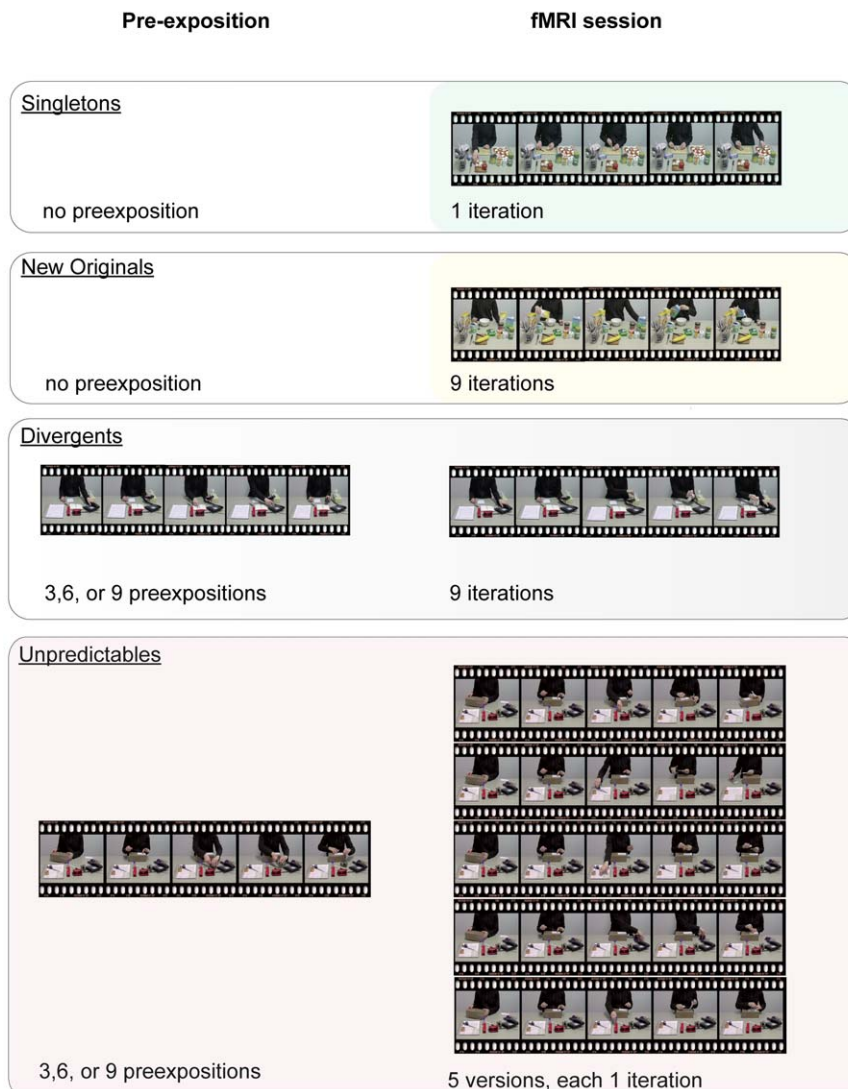 Pre-exposition fMRI session
Singletons
no preexposition 1 iteration
New Originals
no preexposition 9 iterations
Divergents
3,6, or 9 preexpositions 9 iterations
Unpredictables
3,6, or 9 preexpositions 5 versions, each 1 iteration